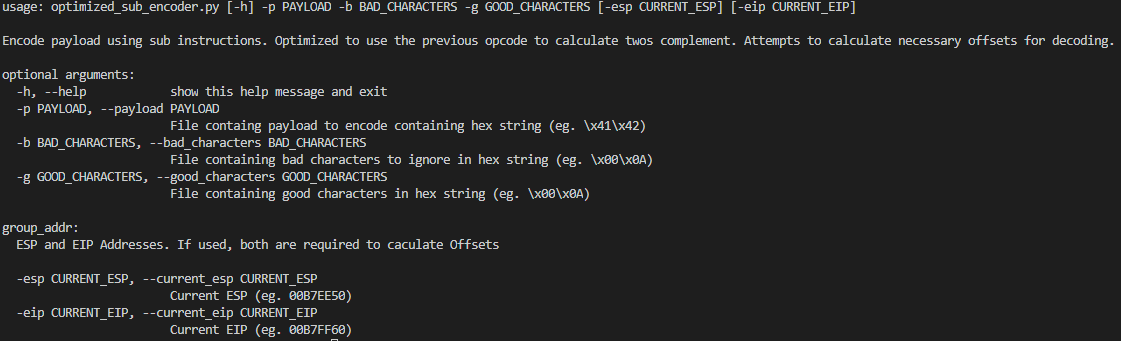 usage: optimized_sub_encoder.py [-h] -p PAYLOAD -b BAD_CHARACTERS -g GOOD_CHARACTERS [-esp CURRENT_ESP] [-eip CURRENT_EIP]
Encode payload using sub instructions. Optimized to use the previous opcode to calculate twos complement. Attempts to calculate necessary offsets for decoding.
optional arguments:
-h, --help show this help message and exit
-p PAYLOAD, --payload PAYLOAD
File containg payload to encode containing hex string (eg. \x41\x42)
-b BAD_CHARACTERS, --bad_characters BAD_CHARACTERS
File containing bad characters to ignore in hex string (eg. \x00\x0A)
-g GOOD_CHARACTERS, --good_characters GOOD_CHARACTERS
File containing good characters in hex string (eg. \x00\x0A)
group_addr:
ESP and EIP Addresses. If used, both are required to caculate Offsets
-esp CURRENT_ESP, --current_esp CURRENT_ESP
Current ESP (eg. 00B7EE50)
-eip CURRENT_EIP, --current_eip CURRENT_EIP
Current EIP (eg. 00B7FF60)